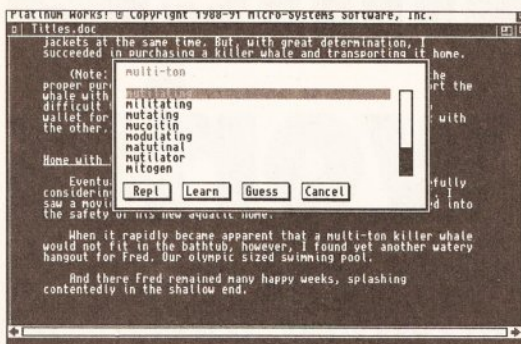 Platinum Works! © Copyright 1988-91 Micro-Systems Software, Inc.
Titles.doc
jackets at the same time. But, with great determination, I
succeeded in purchasing a killer whale and transporting it home.
(Note: the
proper pur rt the
whale with
difficult
wallet for with
the other.
multi-ton
mutilating
militating
mutating
mucoitin
modulating
matutinal
mutilator
mitogen
Repl Learn Guess Cancel
Home with
Eventu fully
considerin I
saw a movi ed into
the safety of his new aquatic home.
When it rapidly became apparent that a multi-ton killer whale
would not fit in the bathtub, however, I found yet another watery
hangout for Fred. Our olympic sized swimming pool.
And there Fred remained many happy weeks, splashing
contentedly in the shallow end.